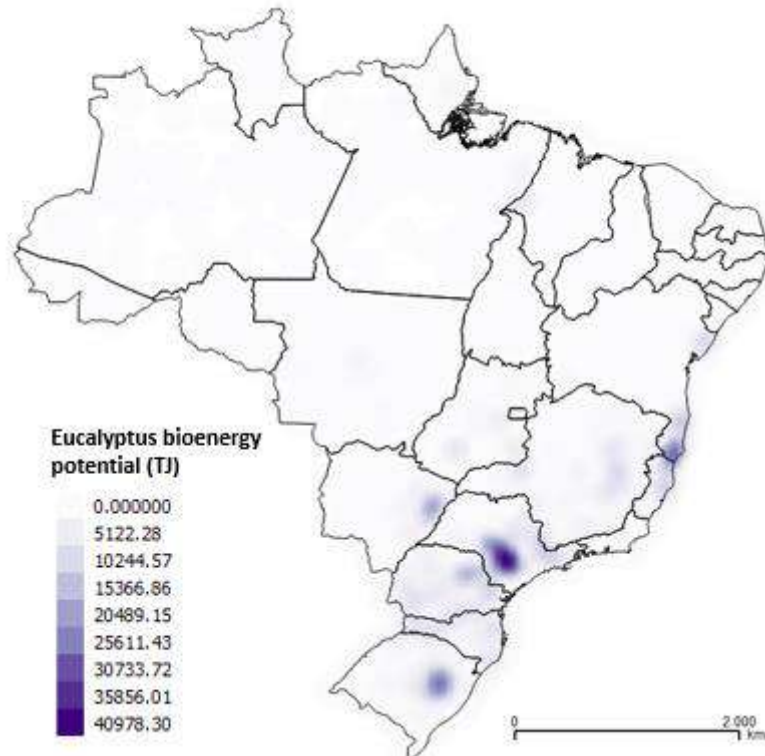 Eucalyptus bioenergy
potential (TJ)
0.000000
5122.28
10244.57
15366.86
20489.15
25611.43
30733.72
35856.01
40978.30
0 2 000
km